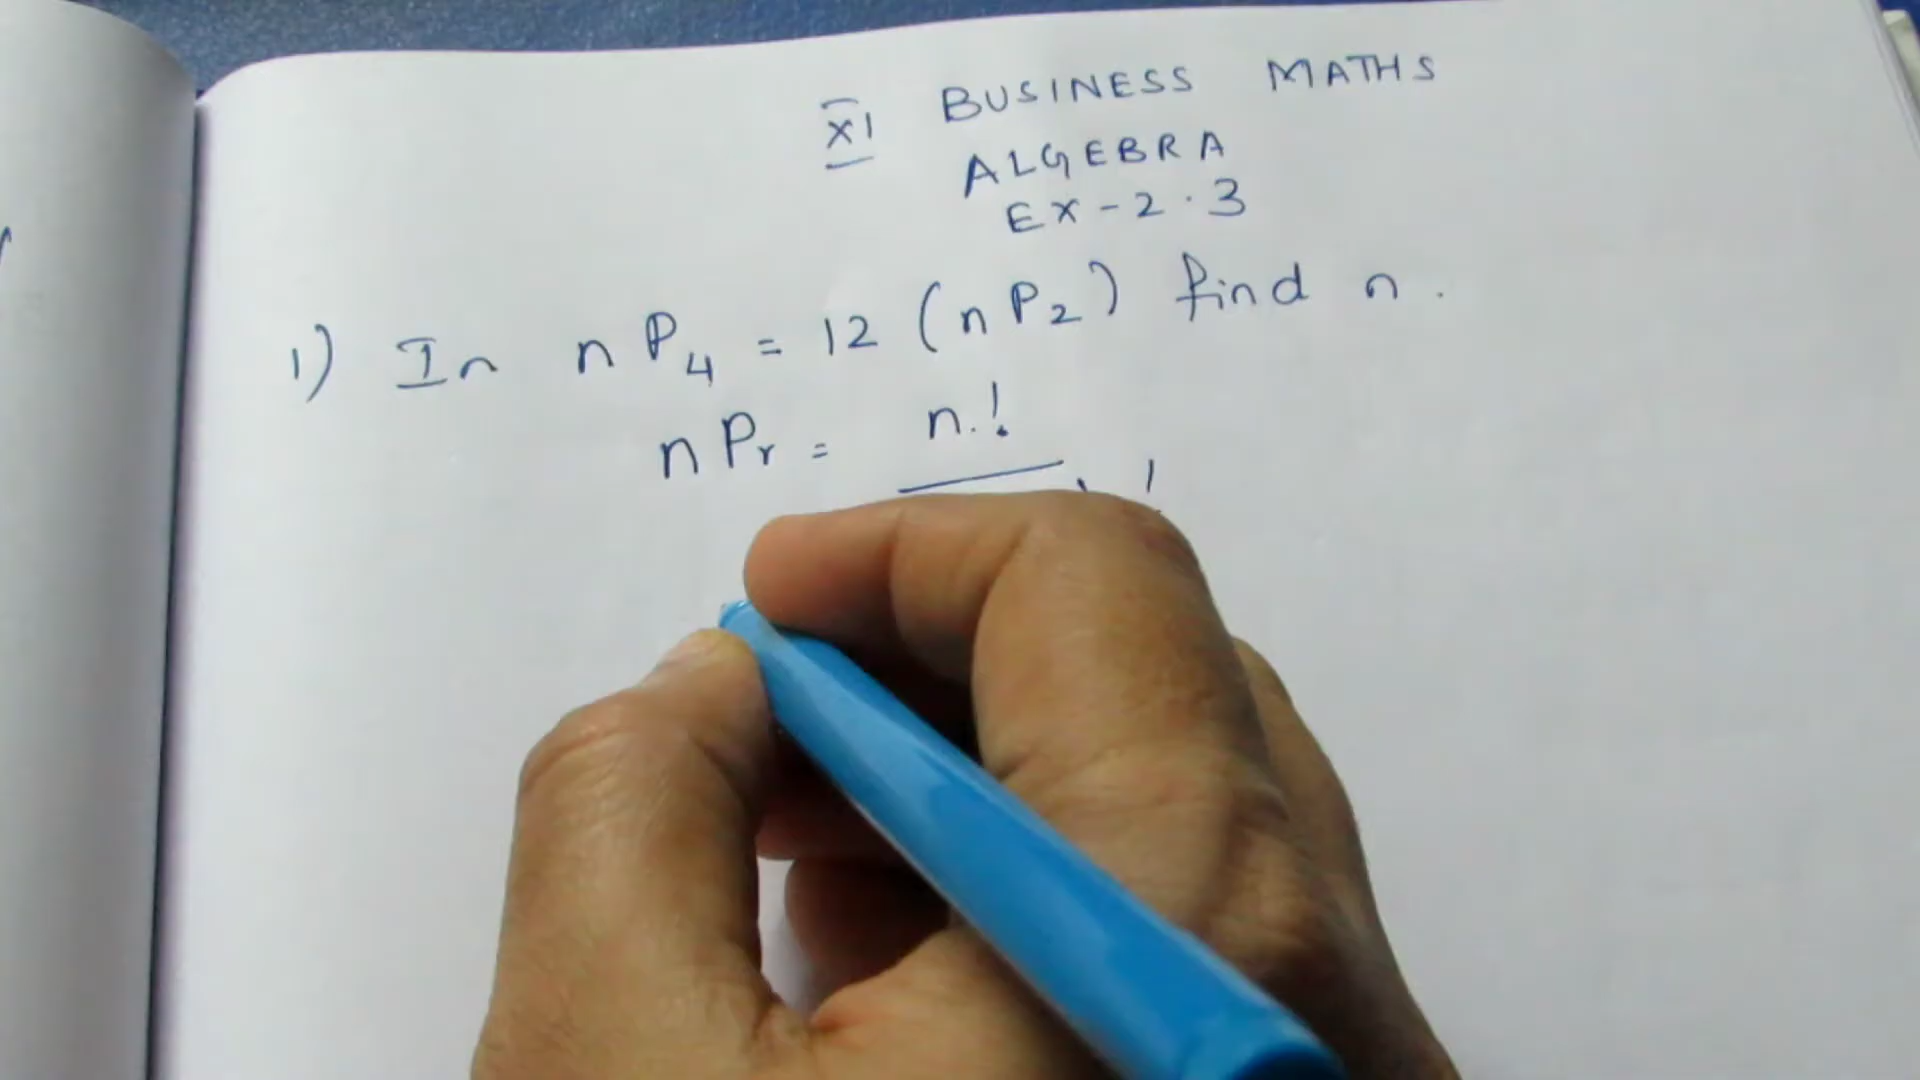 XI BUSINESS MATHS
ALGEBRA
EX-2.3
1) In nP4 = 12 (nP2) find n.
nPr = n.!
!